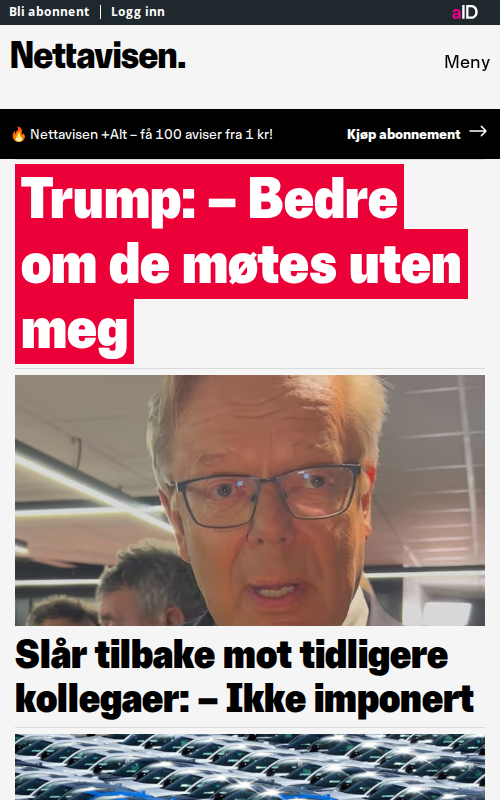 Bli abonnent | Logg inn
aID
Nettavisen.
Meny
🔥 Nettavisen +Alt – få 100 aviser fra 1 kr!
Kjøp abonnement →
Trump: – Bedre
om de møtes uten
meg
Slår tilbake mot tidligere
kollegaer: – Ikke imponert